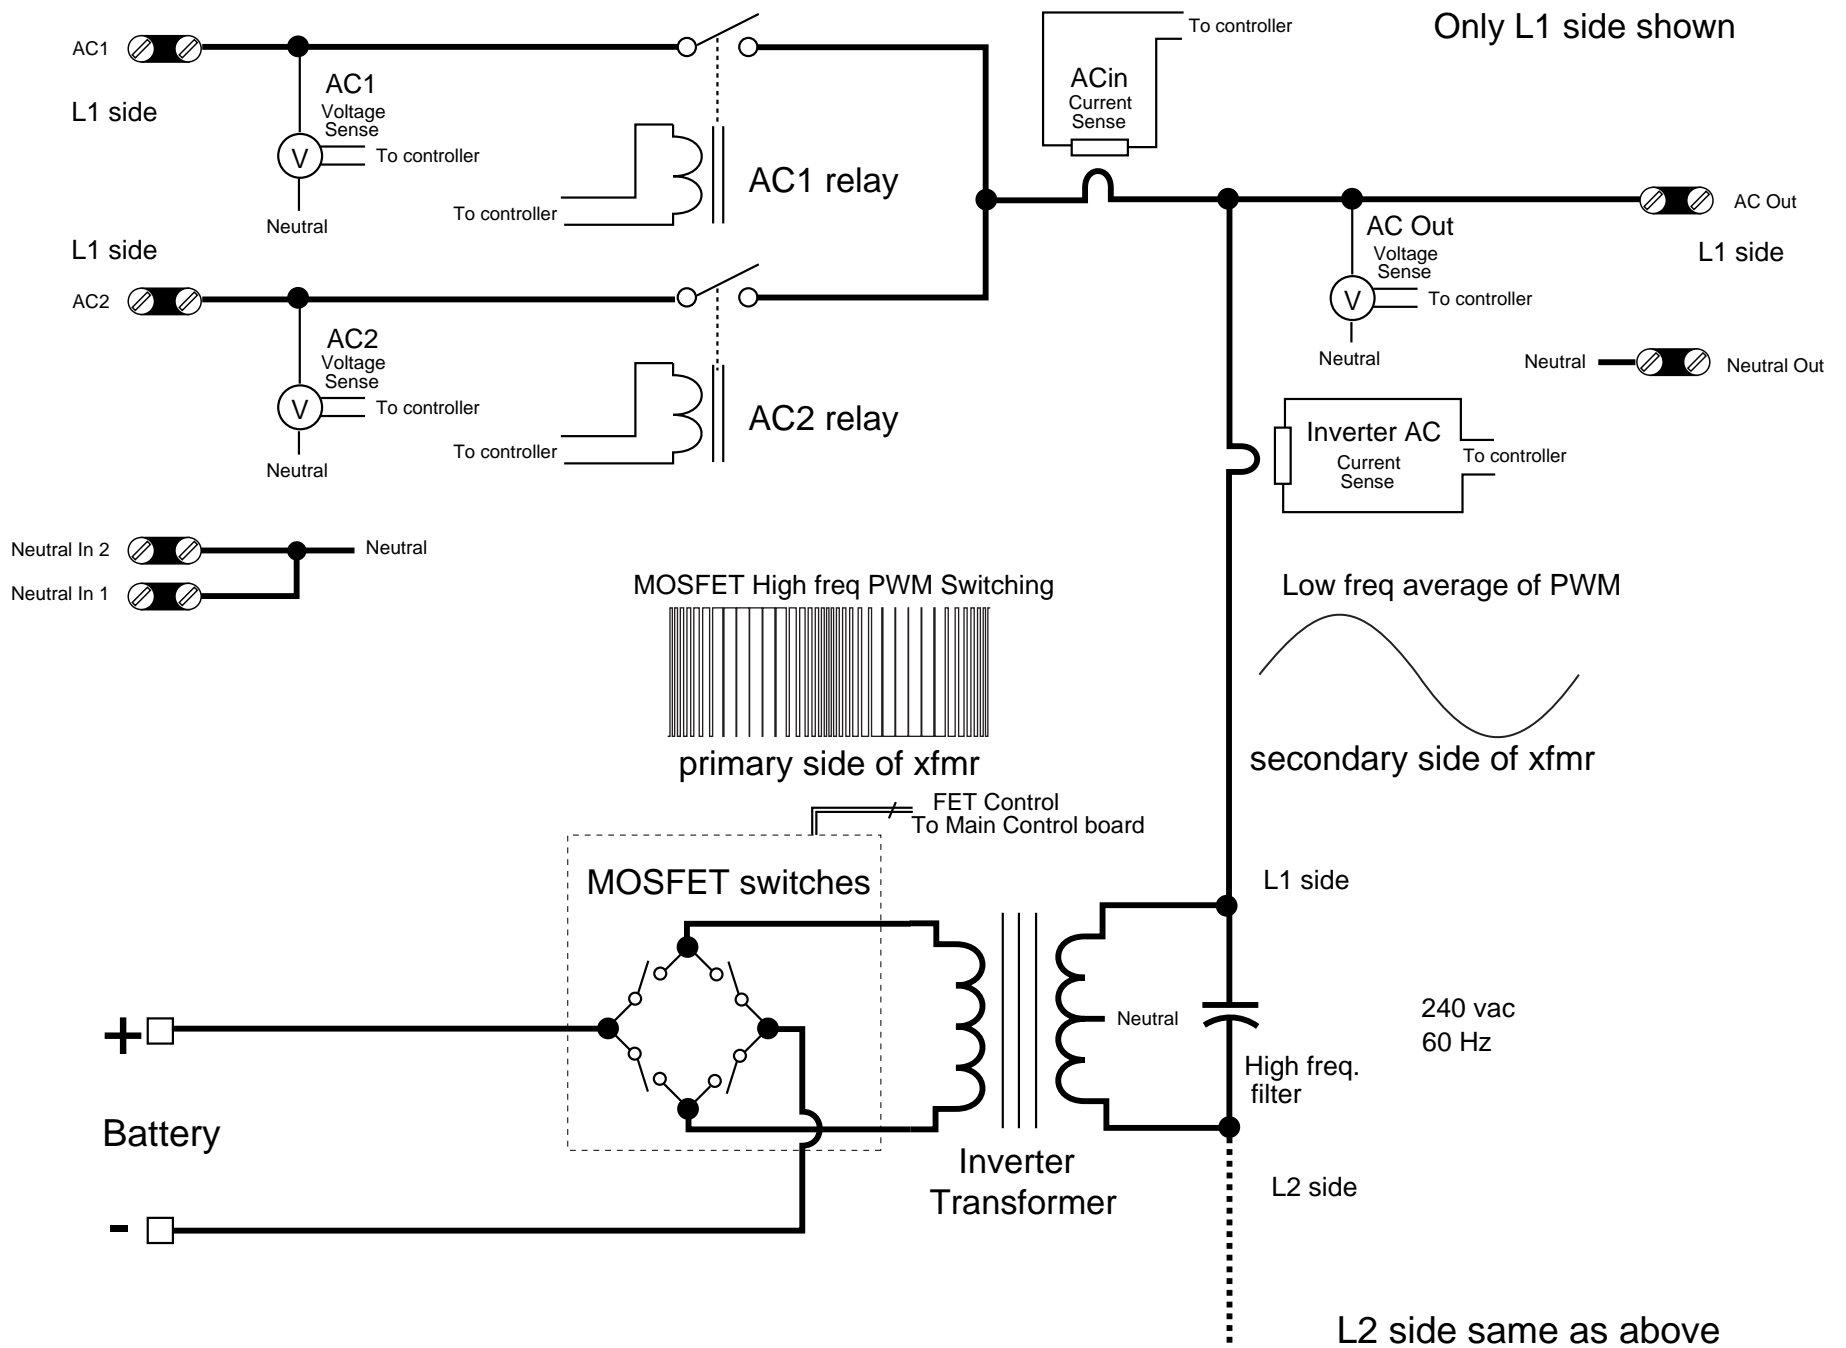 Only L1 side shown
To controller
AC1
L1 side
AC1
Voltage
Sense
V
To controller
Neutral
AC1 relay
To controller
ACin
Current
Sense
L1 side
AC2
AC2
Voltage
Sense
V
To controller
Neutral
AC2 relay
To controller
AC Out
L1 side
AC Out
Voltage
Sense
V
To controller
Neutral
Neutral
Neutral Out
Inverter AC
Current
Sense
To controller
Neutral In 2
Neutral
Neutral In 1
MOSFET High freq PWM Switching
primary side of xfmr
Low freq average of PWM
secondary side of xfmr
FET Control
To Main Control board
MOSFET switches
L1 side
+
Battery
-
Neutral
High freq.
filter
240 vac
60 Hz
Inverter
Transformer
L2 side
L2 side same as above